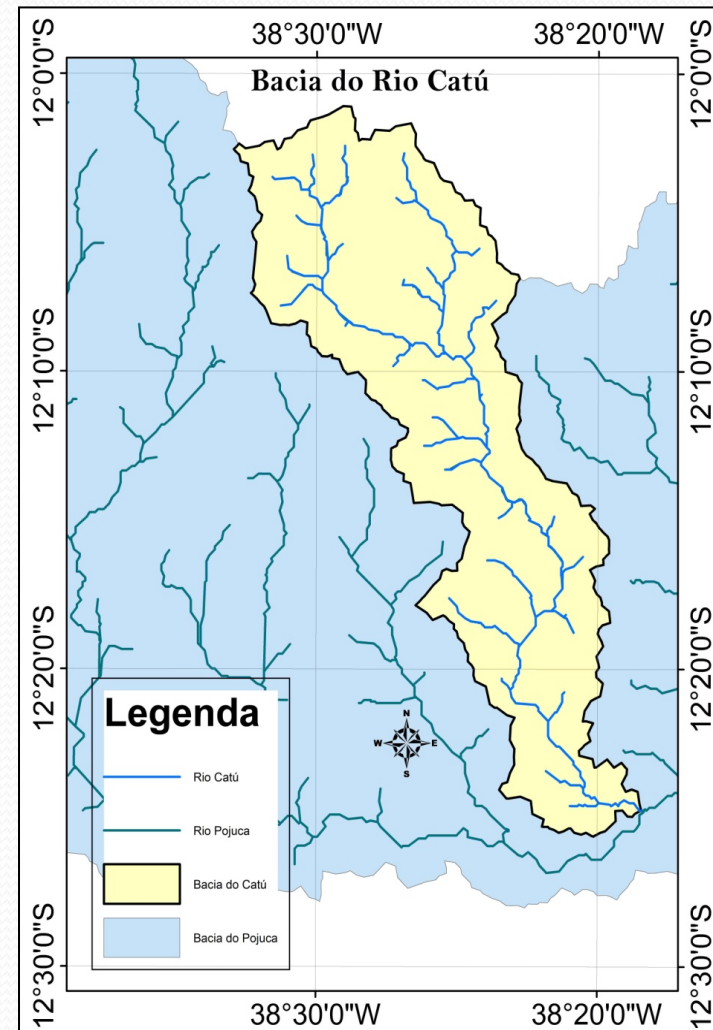 38°30'0"W
38°20'0"W
Bacia do Rio Catú
12°0'0"S
12°0'0"S
12°10'0"S
12°10'0"S
12°20'0"S
12°20'0"S
Legenda
Rio Catú
Rio Pojuca
Bacia do Catú
Bacia do Pojuca
N
W
E
S
12°30'0"S
12°30'0"S
38°30'0"W
38°20'0"W